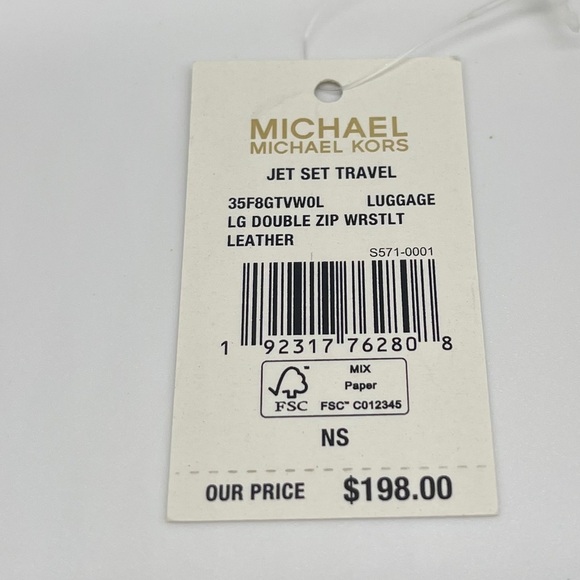 MICHAEL
MICHAEL KORS
JET SET TRAVEL
35F8GTVW0L LUGGAGE
LG DOUBLE ZIP WRSTLT
LEATHER
S571-0001
1 92317 76280 8
MIX
Paper
FSC FSC™ C012345
NS
OUR PRICE $198.00